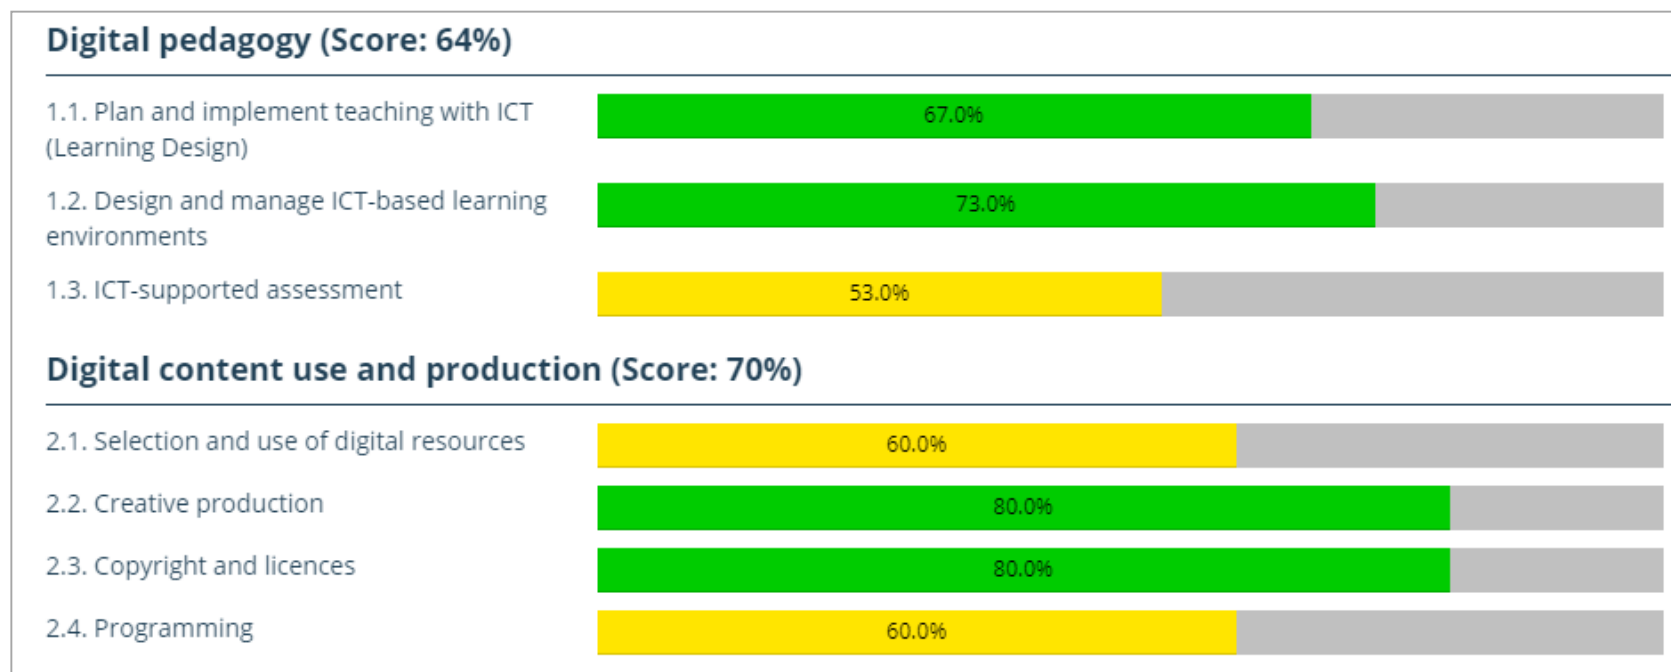 Digital pedagogy (Score: 64%)
1.1. Plan and implement teaching with ICT
(Learning Design)
67.0%
1.2. Design and manage ICT-based learning
environments
73.0%
1.3. ICT-supported assessment
53.0%
Digital content use and production (Score: 70%)
2.1. Selection and use of digital resources
60.0%
2.2. Creative production
80.0%
2.3. Copyright and licences
80.0%
2.4. Programming
60.0%